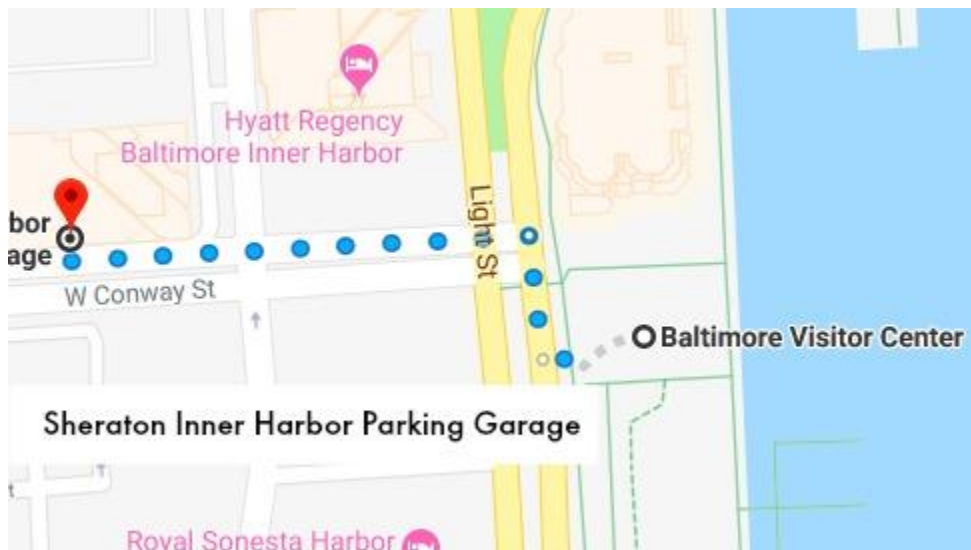 Hyatt Regency
Baltimore Inner Harbor
Light St
bor
age
W Conway St
Baltimore Visitor Center
Sheraton Inner Harbor Parking Garage
t
Royal Sonesta Harbor